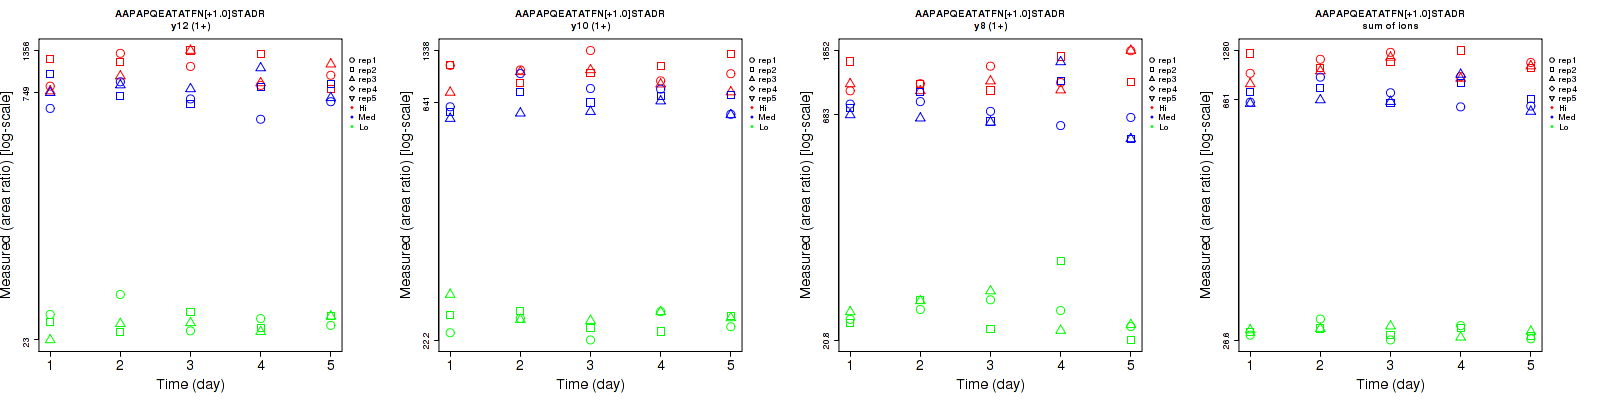 AAPAPQEATATFN[+1.0]STADR
y12 (1+)
Measured (area ratio) [log-scale]
1356
749
23
1 2 3 4 5
Time (day)
rep1
rep2
rep3
rep4
rep5
Hi
Med
Lo
AAPAPQEATATFN[+1.0]STADR
y10 (1+)
Measured (area ratio) [log-scale]
1338
641
22.2
1 2 3 4 5
Time (day)
rep1
rep2
rep3
rep4
rep5
Hi
Med
Lo
AAPAPQEATATFN[+1.0]STADR
y8 (1+)
Measured (area ratio) [log-scale]
1852
683
20.8
1 2 3 4 5
Time (day)
rep1
rep2
rep3
rep4
rep5
Hi
Med
Lo
AAPAPQEATATFN[+1.0]STADR
sum of ions
Measured (area ratio) [log-scale]
1280
661
26.6
1 2 3 4 5
Time (day)
rep1
rep2
rep3
rep4
rep5
Hi
Med
Lo